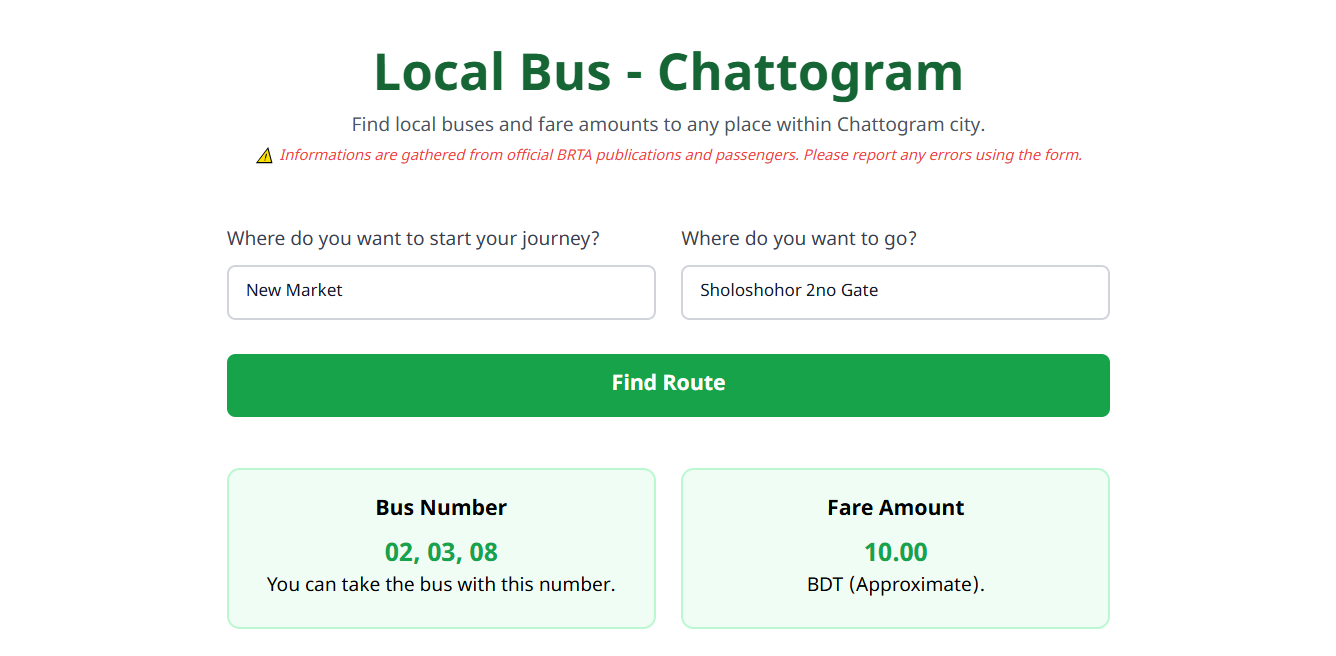 Local Bus - Chattogram
Find local buses and fare amounts to any place within Chattogram city.
⚠️ Informations are gathered from official BRTA publications and passengers. Please report any errors using the form.
Where do you want to start your journey?
New Market
Where do you want to go?
Sholoshohor 2no Gate
Find Route
Bus Number
02, 03, 08
You can take the bus with this number.
Fare Amount
10.00
BDT (Approximate).